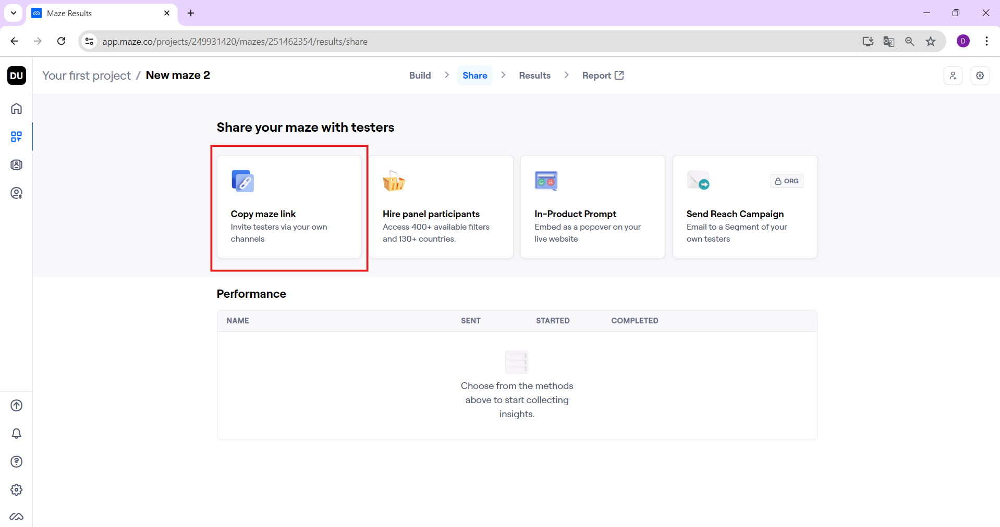 Maze Results
app.maze.co/projects/249931420/mazes/251462354/results/share
D
DU
Your first project / New maze 2
Build
Share
Results
Report
Share your maze with testers
Copy maze link
Invite testers via your own
channels
Hire panel participants
Access 400+ available filters
and 130+ countries.
In-Product Prompt
Embed as a popover on your
live website
ORG
Send Reach Campaign
Email to a Segment of your
own testers
Performance
NAME SENT STARTED COMPLETED
Choose from the methods
above to start collecting
insights.